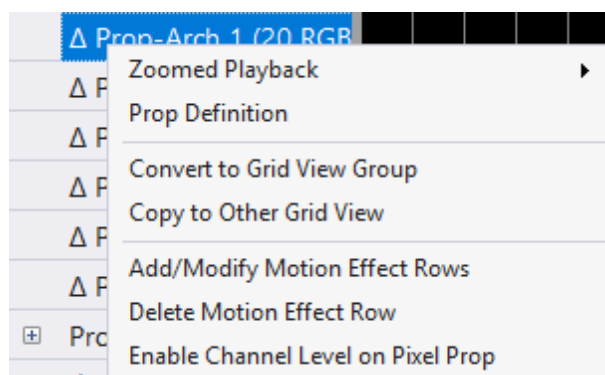 Δ Prop-Arch 1 (20 RGB
Zoomed Playback
Δ P
Prop Definition
Δ P
Convert to Grid View Group
Δ P
Copy to Other Grid View
Δ P
Add/Modify Motion Effect Rows
Δ P
Delete Motion Effect Row
Pro
Enable Channel Level on Pixel Prop